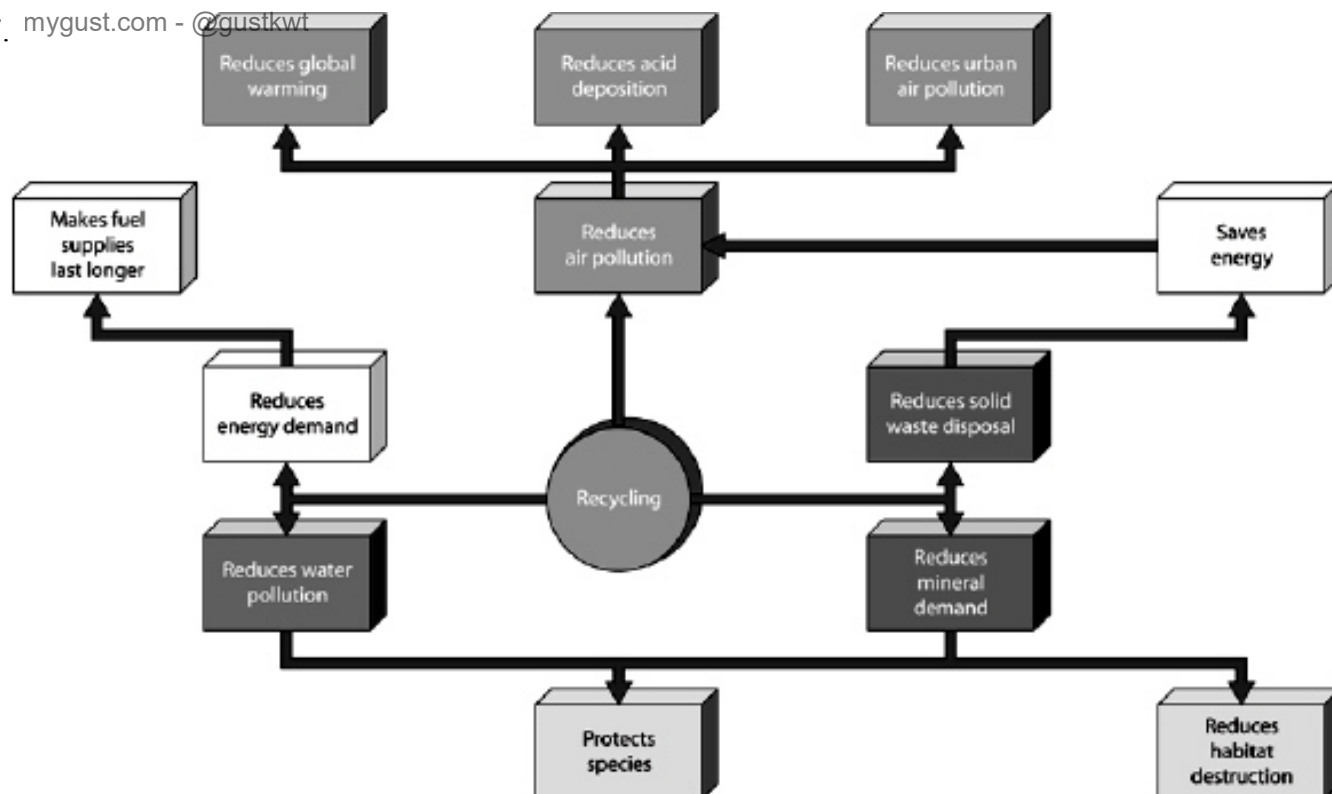 mygust.com - @gustkwt
Reduces global
warming
Reduces acid
deposition
Reduces urban
air pollution
Makes fuel
supplies
last longer
Reduces
air pollution
Saves
energy
Reduces
energy demand
Reduces solid
waste disposal
Recycling
Reduces water
pollution
Reduces
mineral
demand
Protects
species
Reduces
habitat
destruction